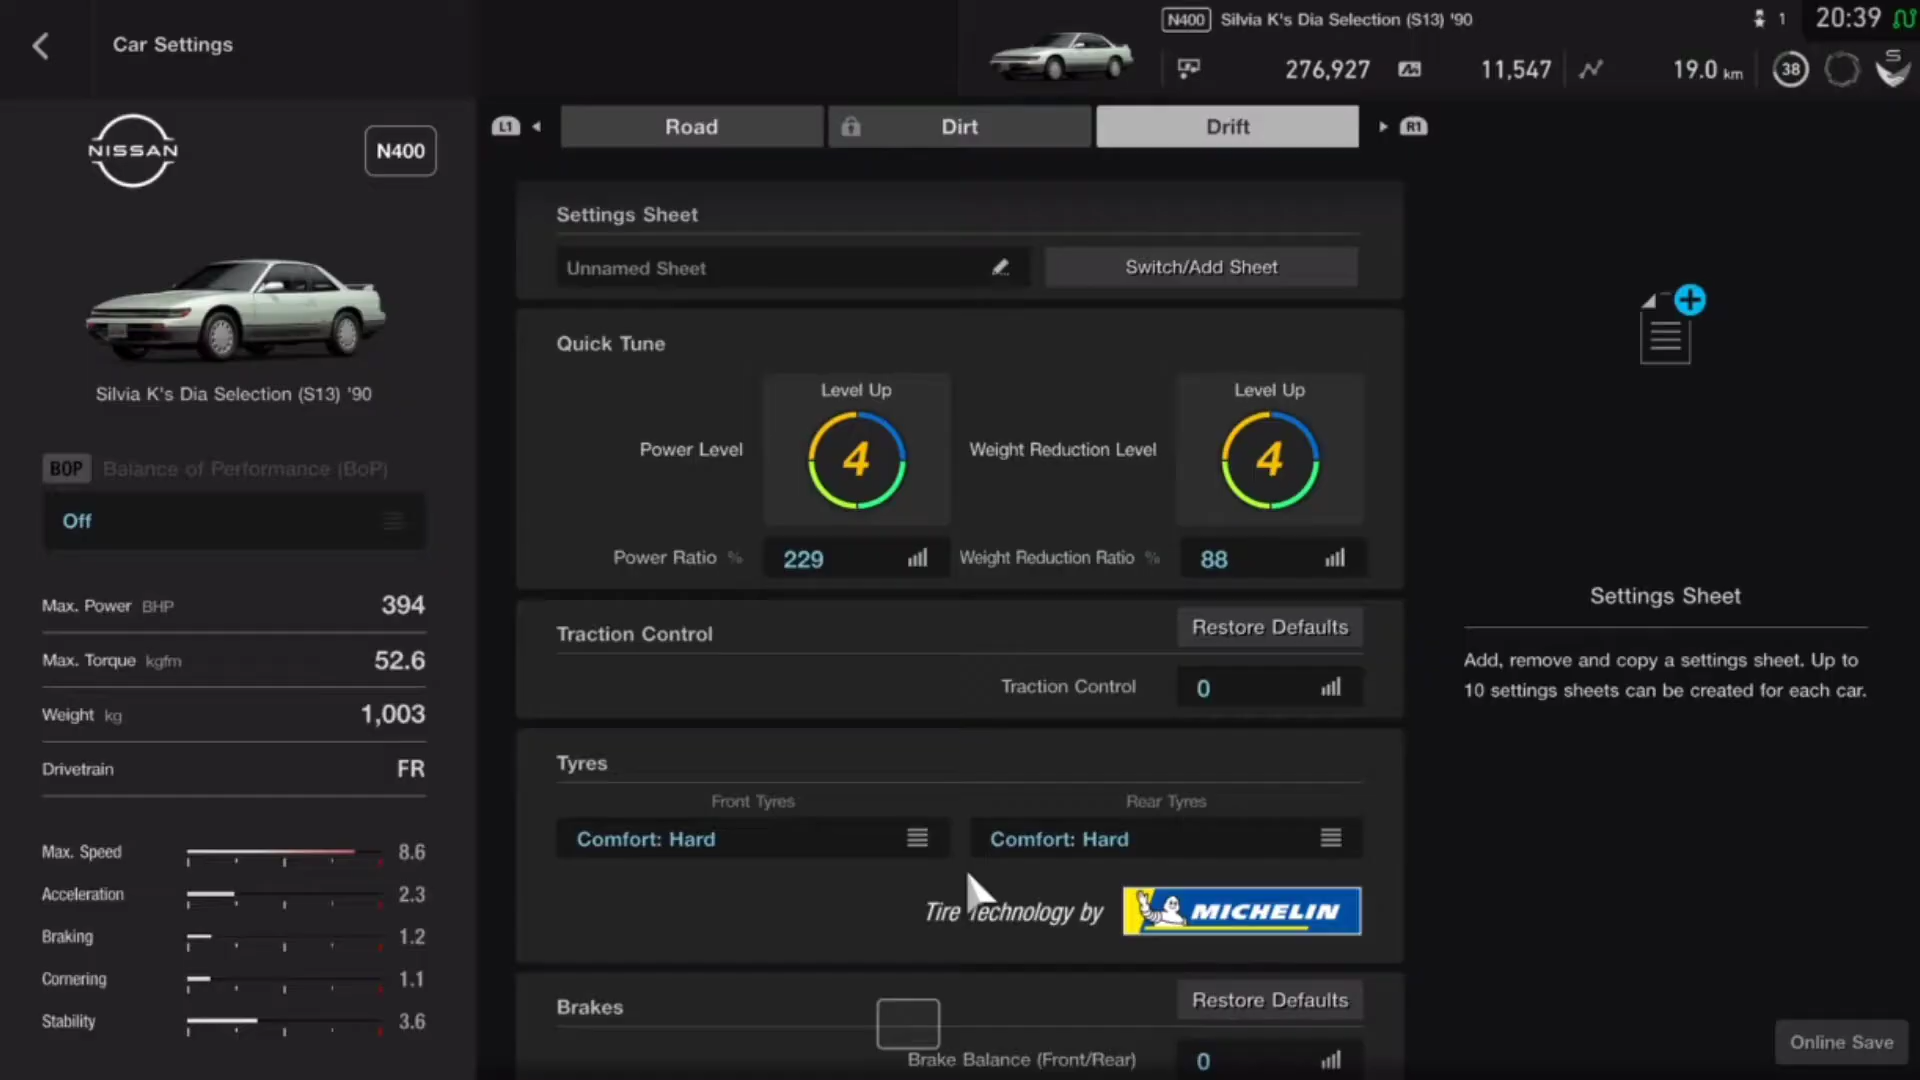 Car Settings
N400 Silvia K's Dia Selection (S13) '90
1
20:39
276,927
11,547
19.0 km
38
S
L1
Road
Dirt
Drift
R1
NISSAN
N400
Silvia K's Dia Selection (S13) '90
BOP Balance of Performance (BoP)
Off
Max. Power BHP 394
Max. Torque kgfm 52.6
Weight kg 1,003
Drivetrain FR
Max. Speed 8.6
Acceleration 2.3
Braking 1.2
Cornering 1.1
Stability 3.6
Settings Sheet
Unnamed Sheet
Switch/Add Sheet
Quick Tune
Level Up
Level Up
Power Level 4
Weight Reduction Level 4
Power Ratio % 229
Weight Reduction Ratio % 88
Traction Control
Restore Defaults
Traction Control 0
Tyres
Front Tyres
Rear Tyres
Comfort: Hard
Comfort: Hard
Tire Technology by MICHELIN
Brakes
Restore Defaults
Brake Balance (Front/Rear) 0
Settings Sheet
Add, remove and copy a settings sheet. Up to
10 settings sheets can be created for each car.
Online Save